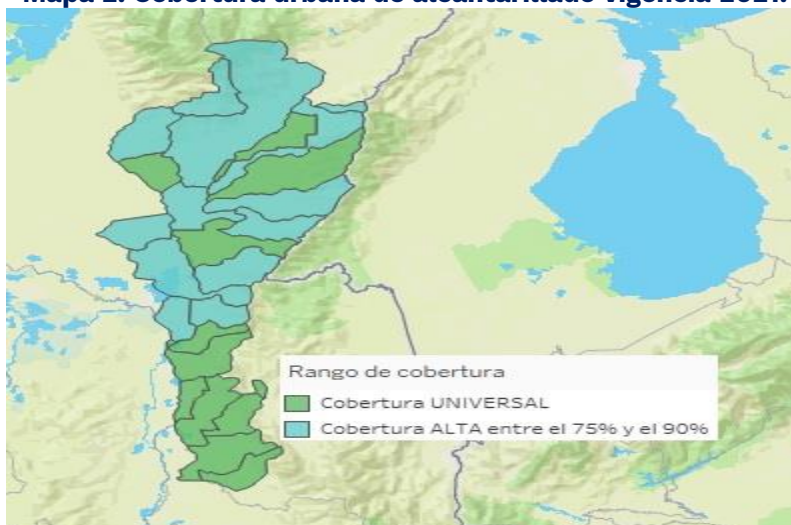 Mapa 2. Cobertura urbana de alcantarillado Vigencia 2021.
Rango de cobertura
Cobertura UNIVERSAL
Cobertura ALTA entre el 75% y el 90%